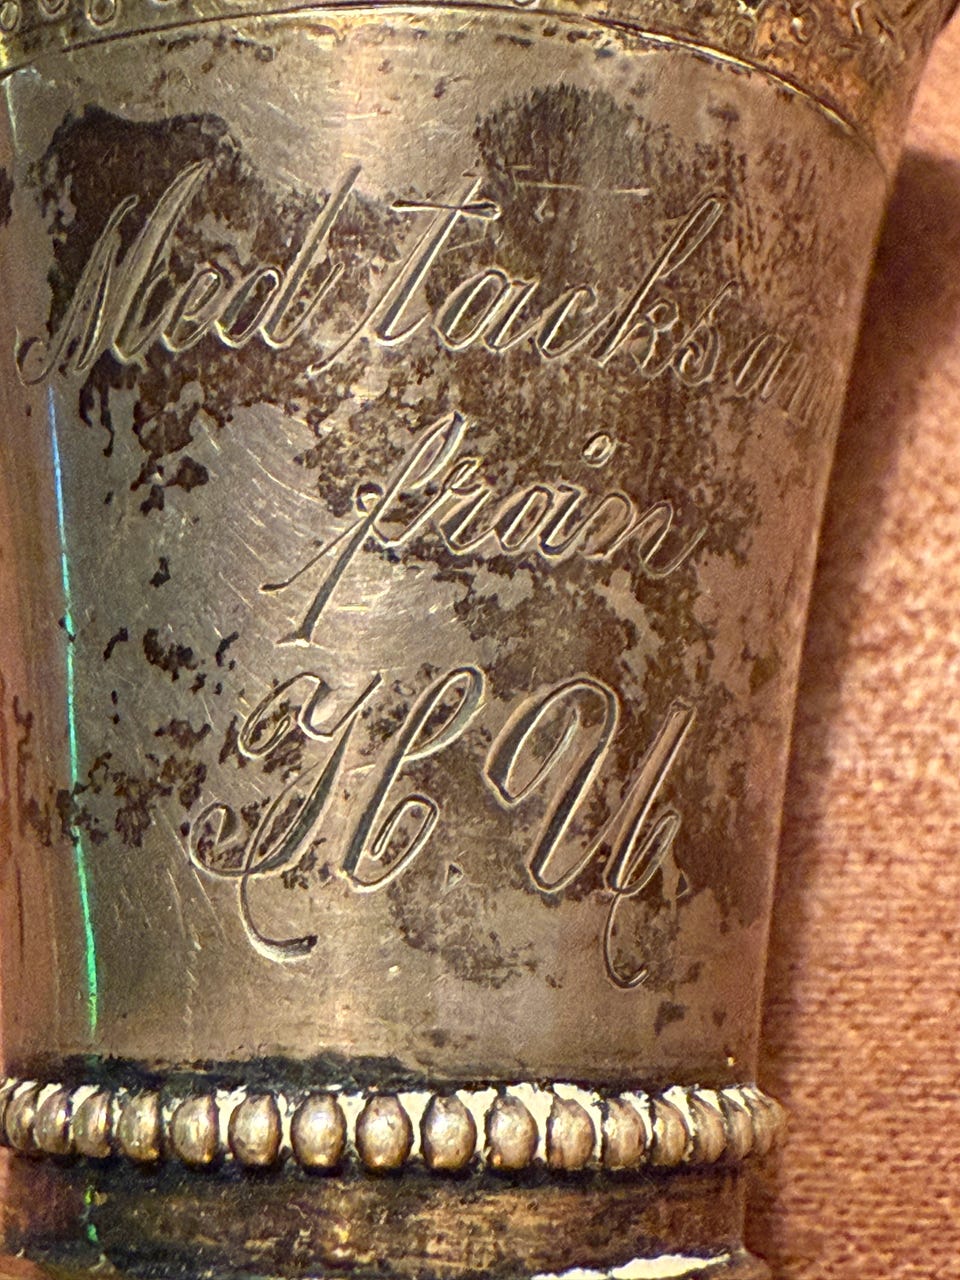 Med tacksam
från
H. U.